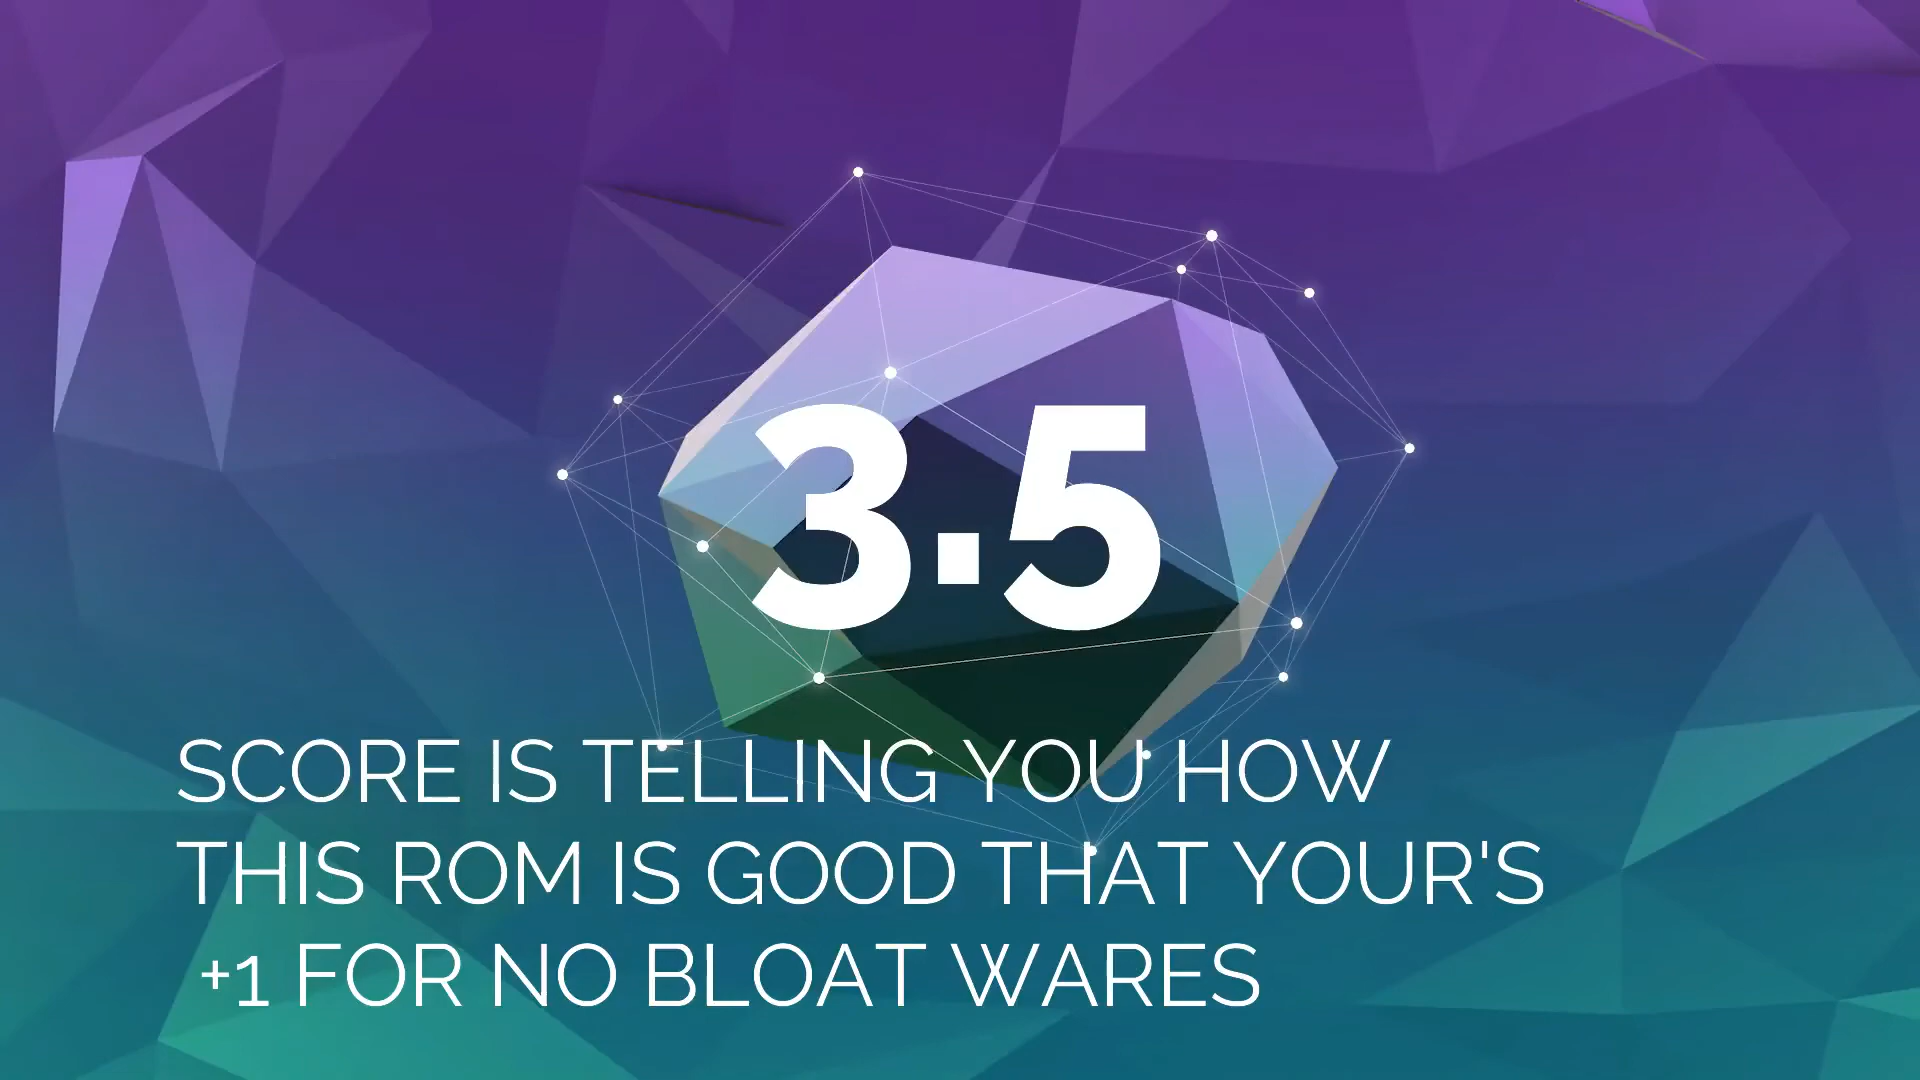 3.5
SCORE IS TELLING YOU HOW
THIS ROM IS GOOD THAT YOUR'S
+1 FOR NO BLOAT WARES